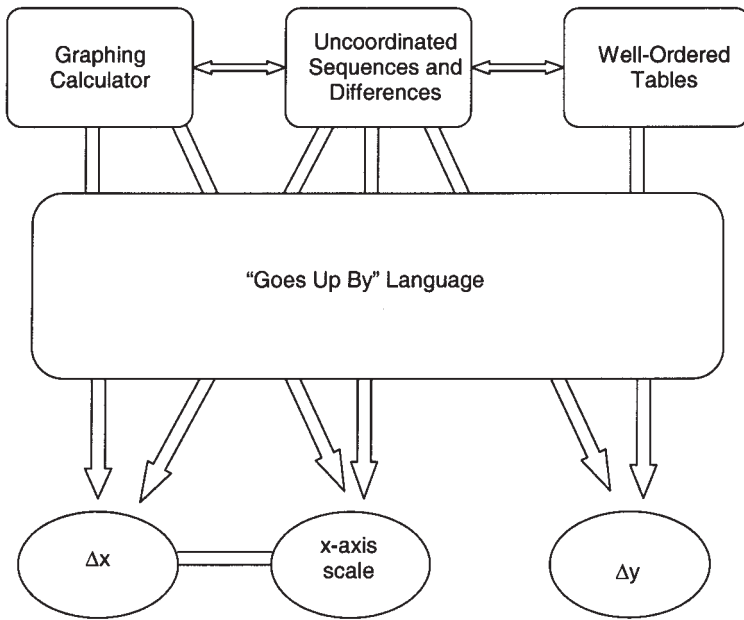 Graphing
Calculator
Uncoordinated
Sequences and
Differences
Well-Ordered
Tables
“Goes Up By” Language
Δx
x-axis
scale
Δy